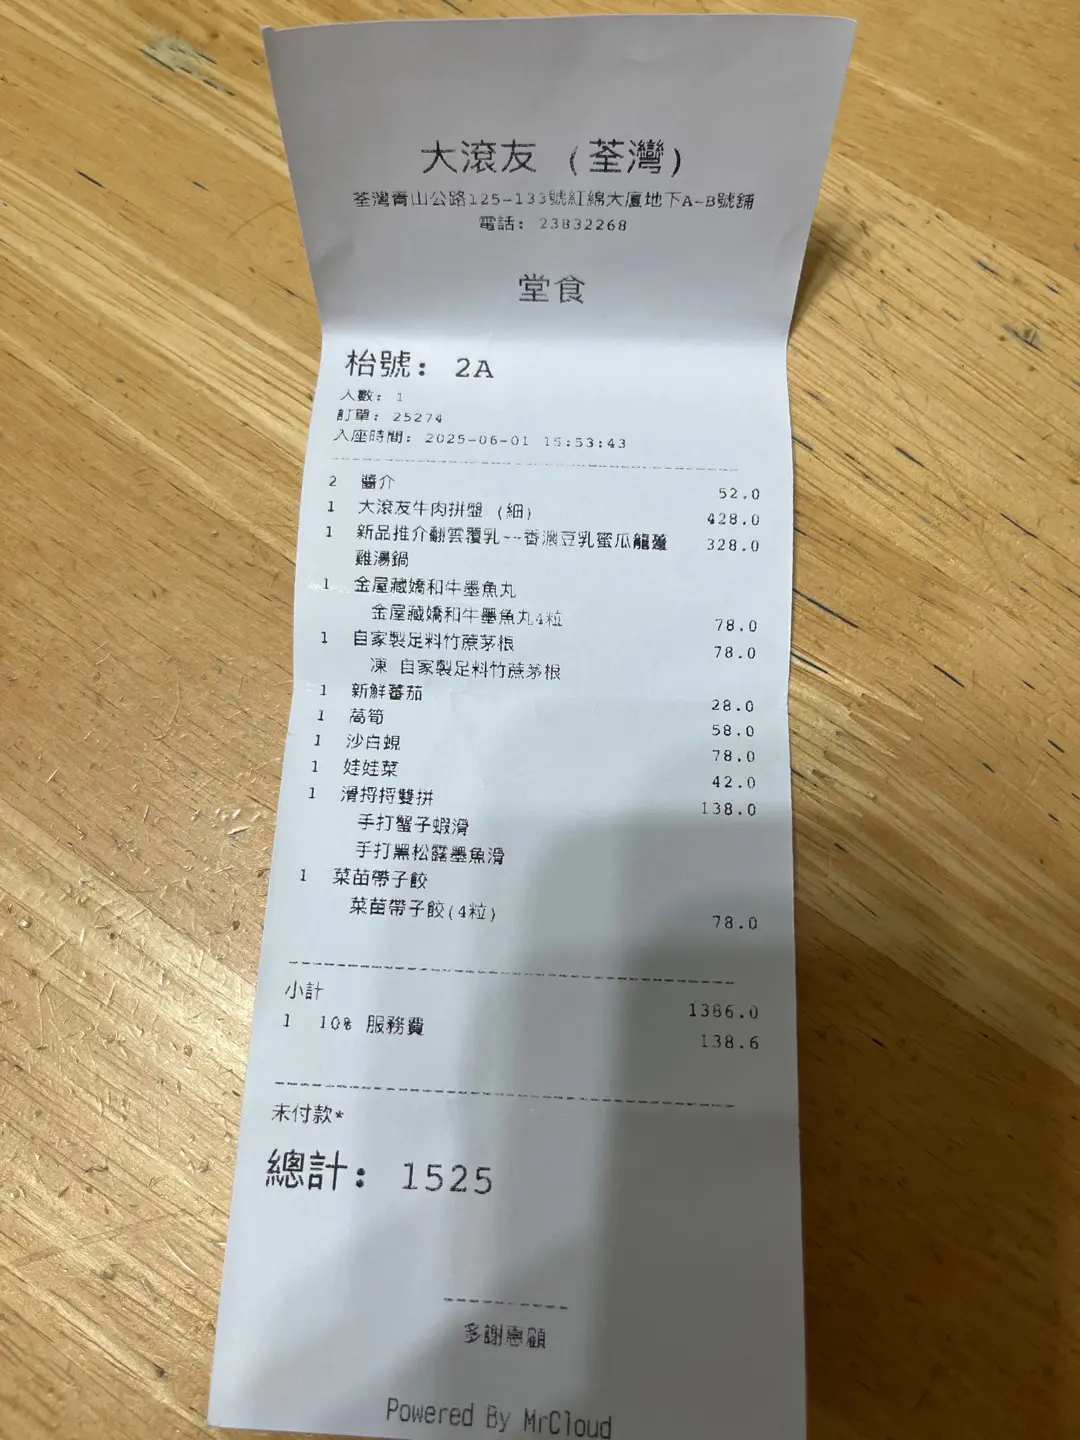 大滾友 (荃灣)
荃灣青山公路125-133號紅綿大廈地下A-B號鋪
電話: 23832268
堂食
枱號: 2A
人數: 1
訂單: 25274
入座時間: 2025-06-01 15:53:43
2 醬介 52.0
1 大滾友牛肉拼盤 (細) 428.0
1 新品推介翻雲覆乳~~香濃豆乳蜜瓜龍躉 328.0
雞湯鍋
1 金屋藏嬌和牛墨魚丸
金屋藏嬌和牛墨魚丸4粒 78.0
1 自家製足料竹蔗茅根 78.0
凍 自家製足料竹蔗茅根
1 新鮮蕃茄 28.0
1 萵筍 58.0
1 沙白蜆 78.0
1 娃娃菜 42.0
1 滑捋捋雙拼 138.0
手打蟹子蝦滑
手打黑松露墨魚滑
1 菜苗帶子餃
菜苗帶子餃(4粒) 78.0
小計 1386.0
1 10% 服務費 138.6
未付款*
總計: 1525
多謝惠顧
Powered By MrCloud